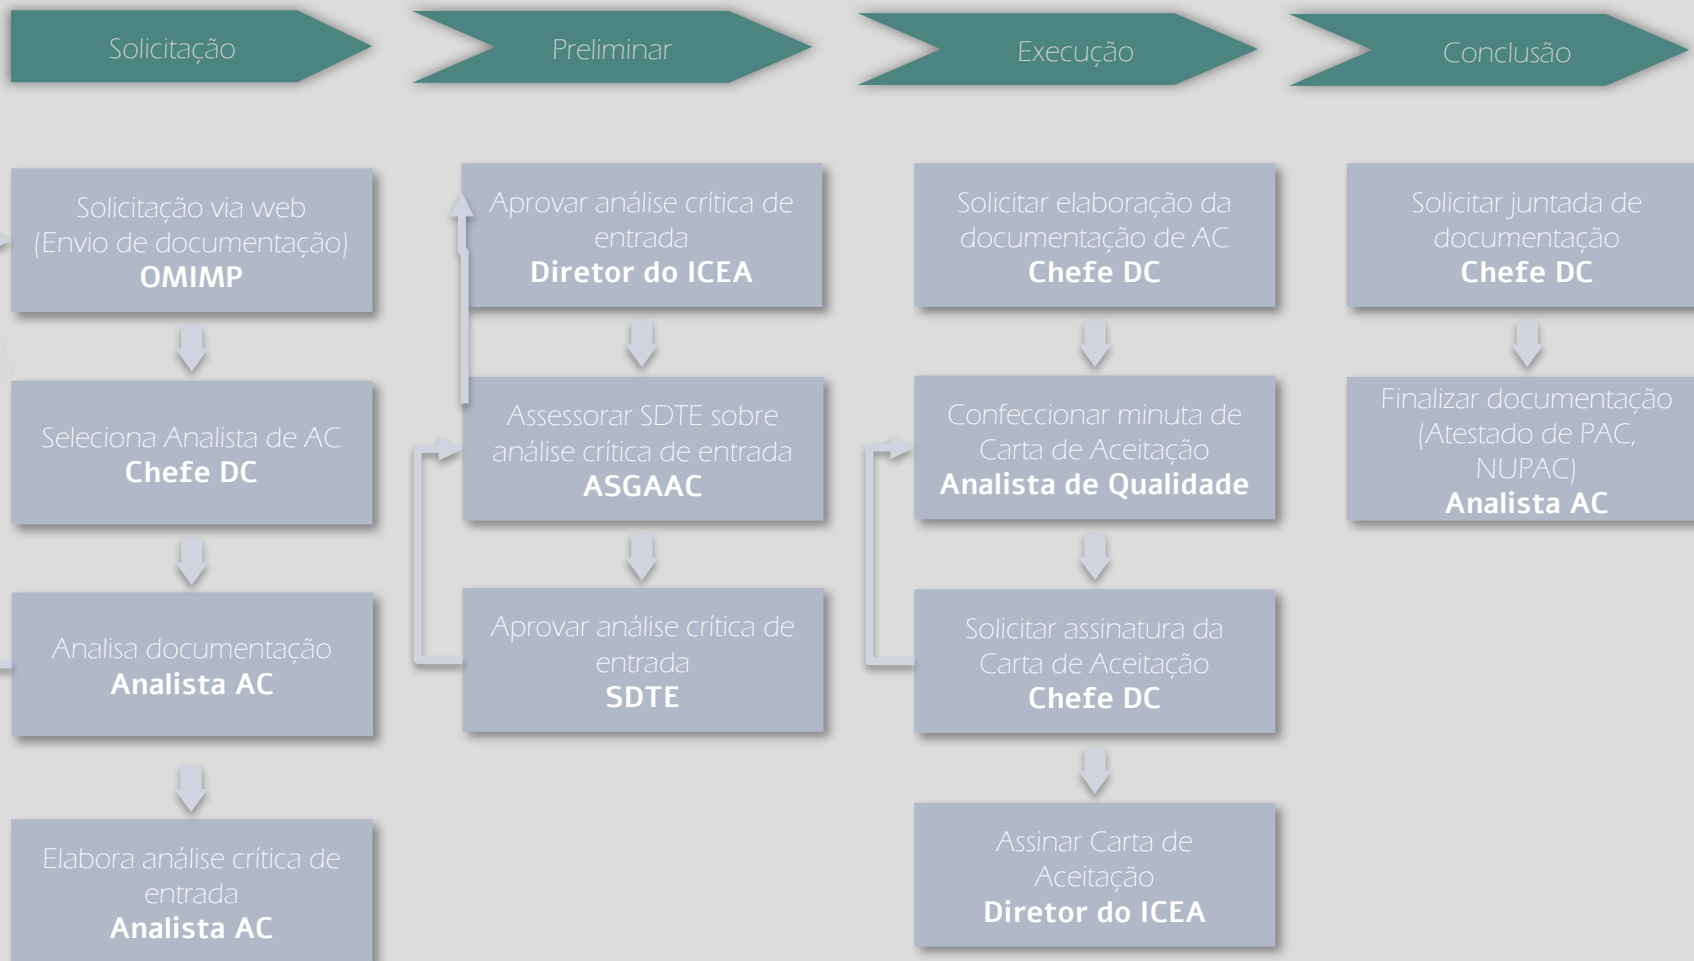 Solicitação
Preliminar
Execução
Conclusão
Solicitação via web
(Envio de documentação)
OMIMP
Seleciona Analista de AC
Chefe DC
Analisa documentação
Analista AC
Elabora análise crítica de
entrada
Analista AC
Aprovar análise crítica de
entrada
Diretor do ICEA
Assessorar SDTE sobre
análise crítica de entrada
ASGAAC
Aprovar análise crítica de
entrada
SDTE
Solicitar elaboração da
documentação de AC
Chefe DC
Confeccionar minuta de
Carta de Aceitação
Analista de Qualidade
Solicitar assinatura da
Carta de Aceitação
Chefe DC
Assinar Carta de
Aceitação
Diretor do ICEA
Solicitar juntada de
documentação
Chefe DC
Finalizar documentação
(Atestado de PAC,
NUPAC)
Analista AC